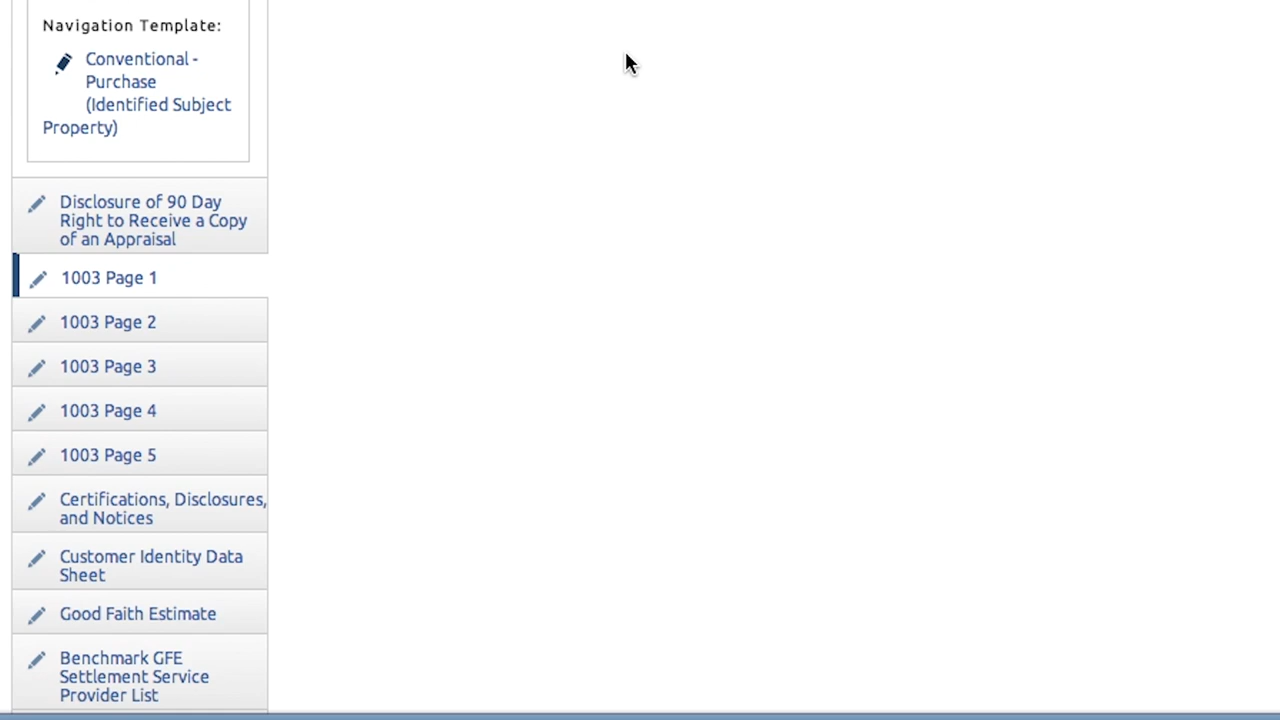 Navigation Template:
Conventional -
Purchase
(Identified Subject
Property)
Disclosure of 90 Day
Right to Receive a Copy
of an Appraisal
1003 Page 1
1003 Page 2
1003 Page 3
1003 Page 4
1003 Page 5
Certifications, Disclosures,
and Notices
Customer Identity Data
Sheet
Good Faith Estimate
Benchmark GFE
Settlement Service
Provider List